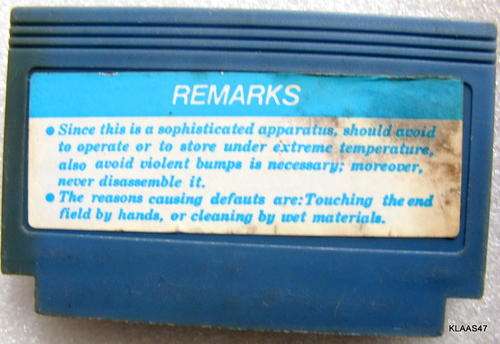 REMARKS
● Since this is a sophisticated apparatus, should avoid
to operate or to store under extreme temperature,
also avoid violent bumps is necessary; moreover,
never disassemble it.
● The reasons causing defauts are: Touching the end
field by hands, or cleaning by wet materials.
KLAAS47